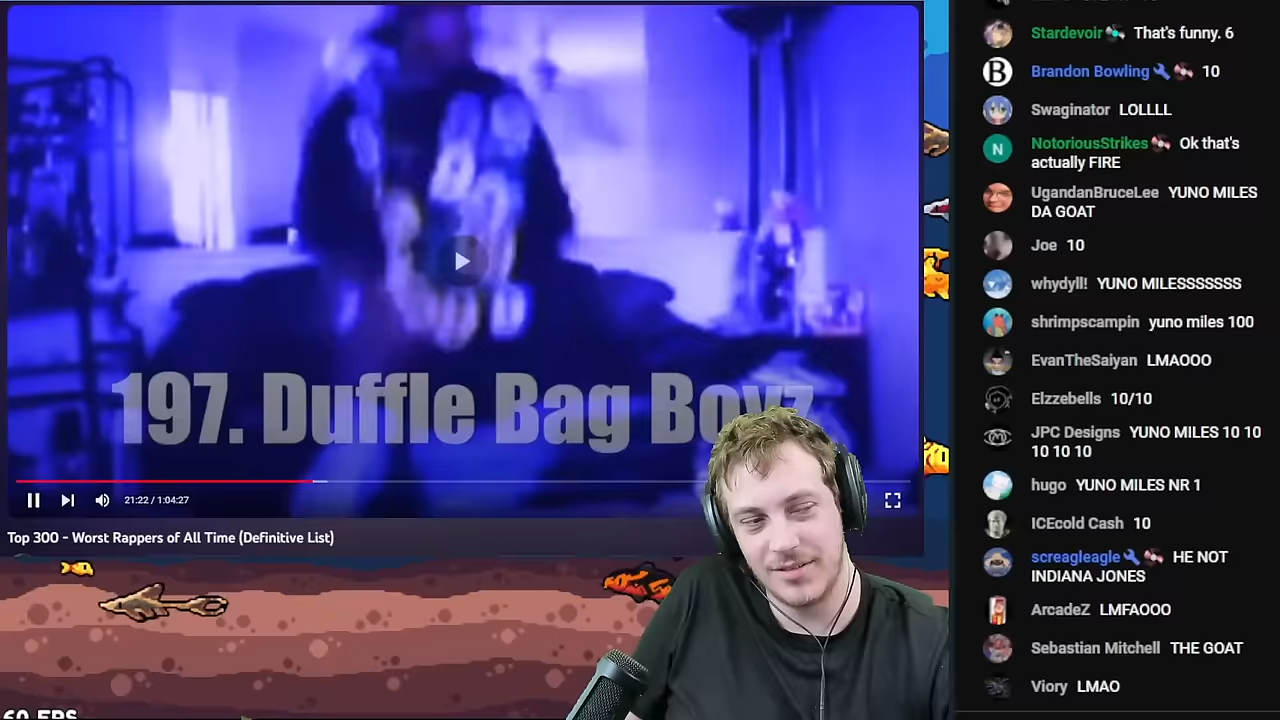 197. Duffle Bag Boyz
21:22 / 1:04:27
Top 300 - Worst Rappers of All Time (Definitive List)
60 FPS
Stardevoir That's funny. 6
B
Brandon Bowling 10
Swaginator LOLLLL
N
NotoriousStrikes Ok that's
actually FIRE
UgandanBruceLee YUNO MILES
DA GOAT
Joe 10
whydyll! YUNO MILESSSSSSS
shrimpscampin yuno miles 100
EvanTheSaiyan LMAOOO
Elzzebells 10/10
JPC Designs YUNO MILES 10 10
10 10 10
hugo YUNO MILES NR 1
ICEcold Cash 10
screagleagle HE NOT
INDIANA JONES
ArcadeZ LMFAOOO
Sebastian Mitchell THE GOAT
Viory LMAO